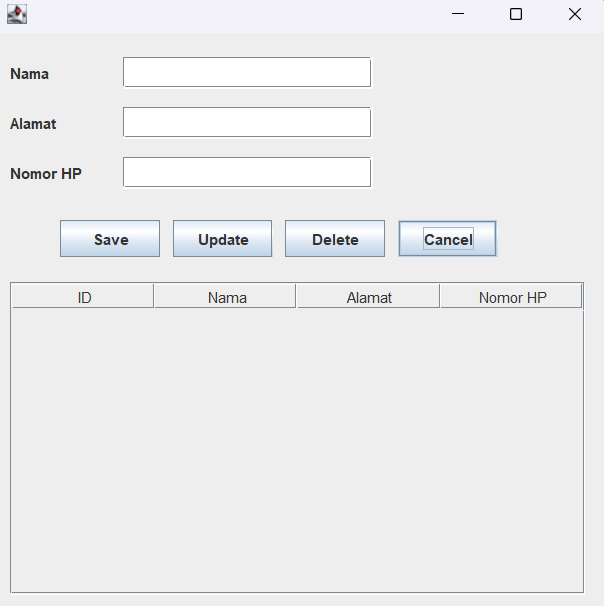 Nama
Alamat
Nomor HP
Save Update Delete Cancel
ID Nama Alamat Nomor HP